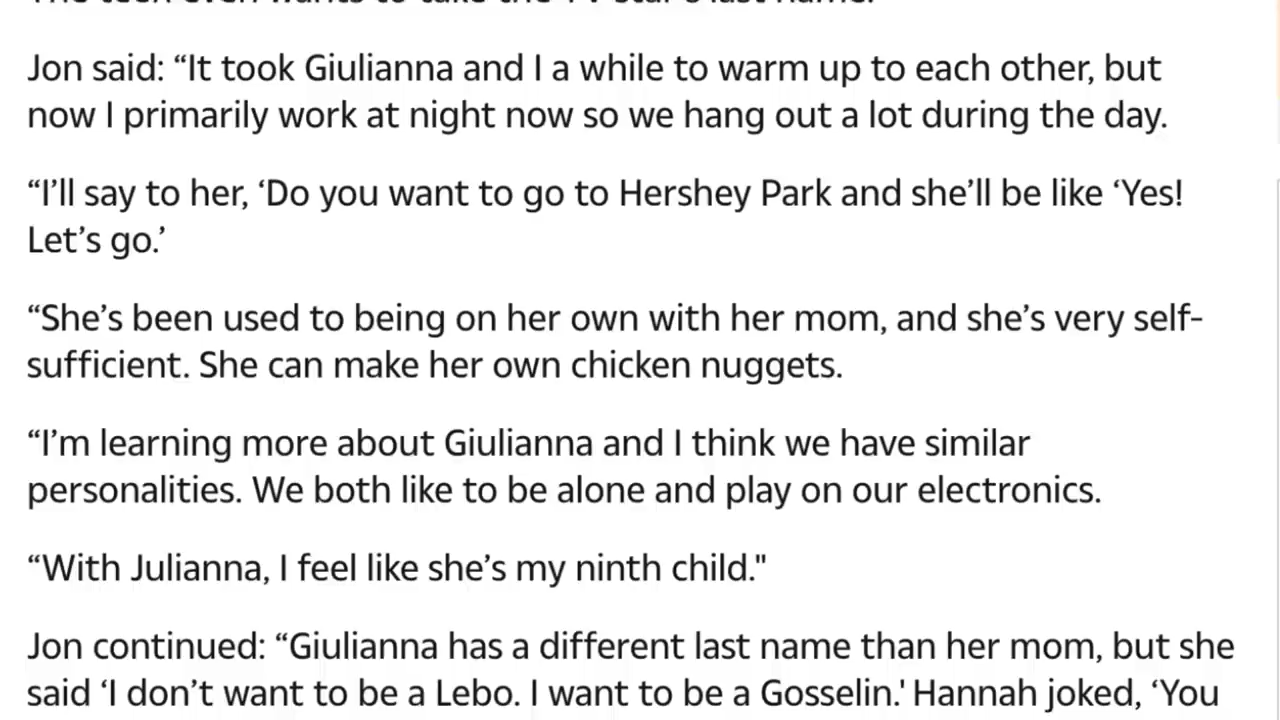 Jon said: “It took Giulianna and I a while to warm up to each other, but
now I primarily work at night now so we hang out a lot during the day.
“I’ll say to her, ‘Do you want to go to Hershey Park and she’ll be like ‘Yes!
Let’s go.’
“She’s been used to being on her own with her mom, and she’s very self-
sufficient. She can make her own chicken nuggets.
“I’m learning more about Giulianna and I think we have similar
personalities. We both like to be alone and play on our electronics.
“With Julianna, I feel like she’s my ninth child."
Jon continued: “Giulianna has a different last name than her mom, but she
said ‘I don’t want to be a Lebo. I want to be a Gosselin.' Hannah joked, ‘You